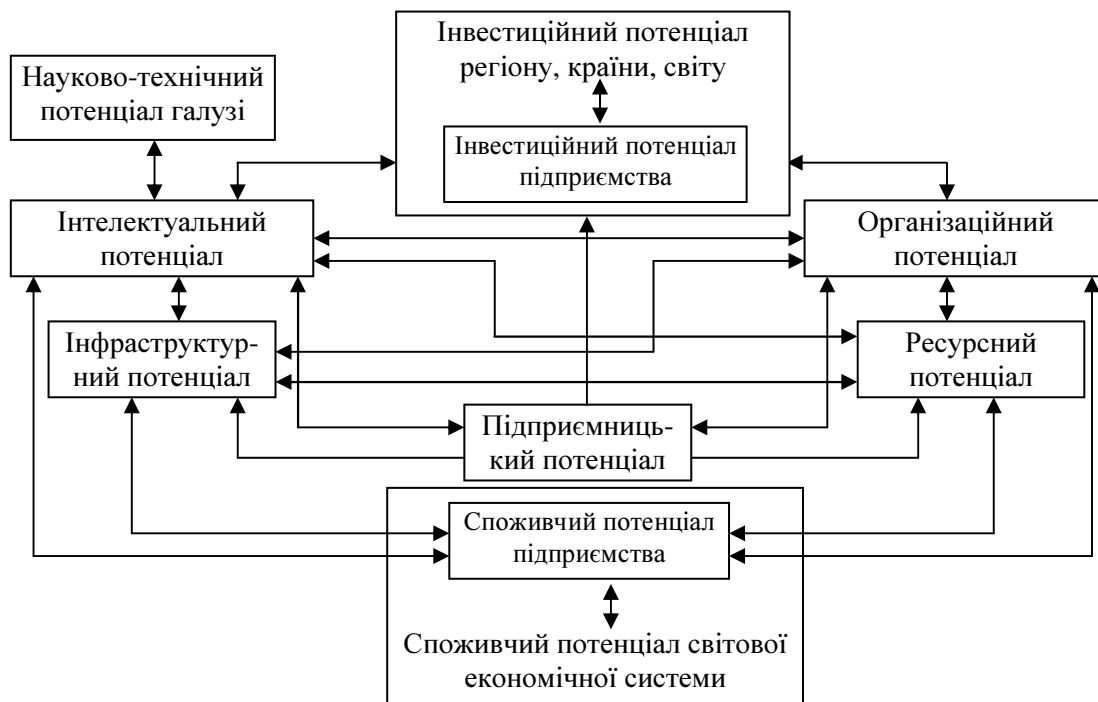 Інвестиційний потенціал
регіону, країни, світу
Науково-технічний
потенціал галузі
Інвестиційний потенціал
підприємства
Інтелектуальний
потенціал
Організаційний
потенціал
Інфраструктур-
ний потенціал
Ресурсний
потенціал
Підприємниць-
кий потенціал
Споживчий потенціал
підприємства
Споживчий потенціал світової
економічної системи